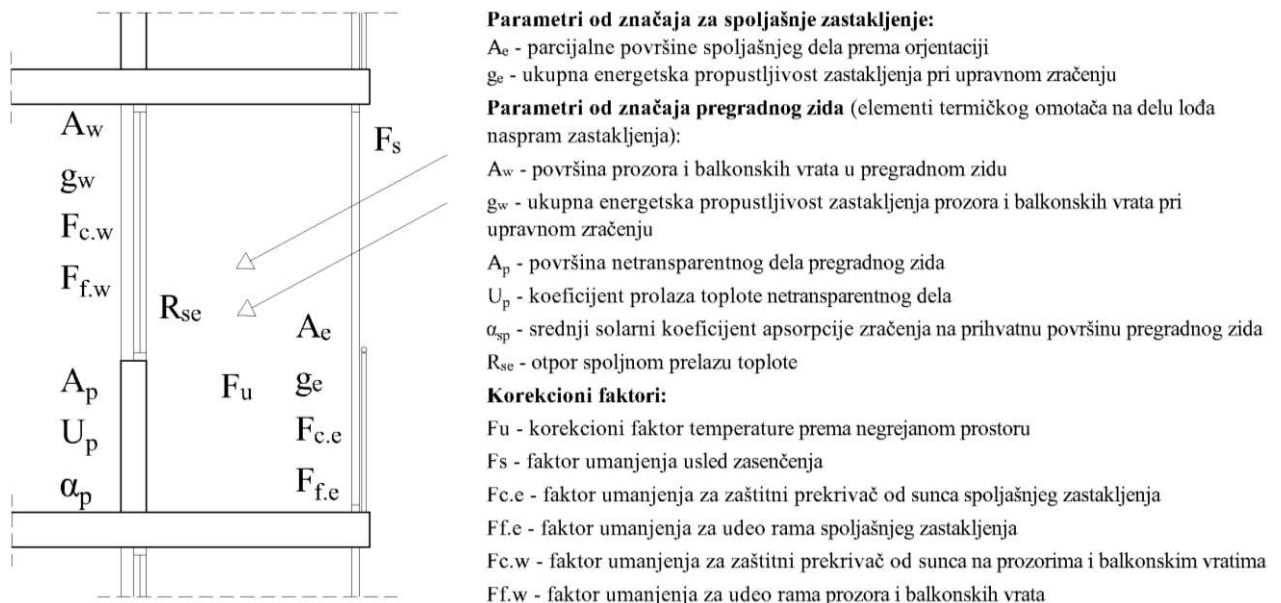 Aw
gw
Fc.w
Ff.w
Rse
Ap
Up
αp
Fs
Fu
Ae
ge
Fc.e
Ff.e
Parametri od značaja za spoljašnje zastakljenje:
Ae - parcijalne površine spoljašnjeg dela prema orjentaciji
ge - ukupna energetska propustljivost zastakljenja pri upravnom zračenju
Parametri od značaja pregradnog zida (elementi termičkog omotača na delu lođa
naspram zastakljenja):
Aw - površina prozora i balkonskih vrata u pregradnom zidu
gw - ukupna energetska propustljivost zastakljenja prozora i balkonskih vrata pri
upravnom zračenju
Ap - površina netransparentnog dela pregradnog zida
Up - koeficijent prolaza toplote netransparentnog dela
αsp - srednji solarni koeficijent apsorpcije zračenja na prihvatnu površinu pregradnog zida
Rse - otpor spoljnom prelazu toplote
Korekcioni faktori:
Fu - korekcioni faktor temperature prema negrejanom prostoru
Fs - faktor umanjenja usled zasenčenja
Fc.e - faktor umanjenja za zaštitni prekrivač od sunca spoljašnjeg zastakljenja
Ff.e - faktor umanjenja za udeo rama spoljašnjeg zastakljenja
Fc.w - faktor umanjenja za zaštitni prekrivač od sunca na prozorima i balkonskim vratima
Ff.w - faktor umanjenja za udeo rama prozora i balkonskih vrata